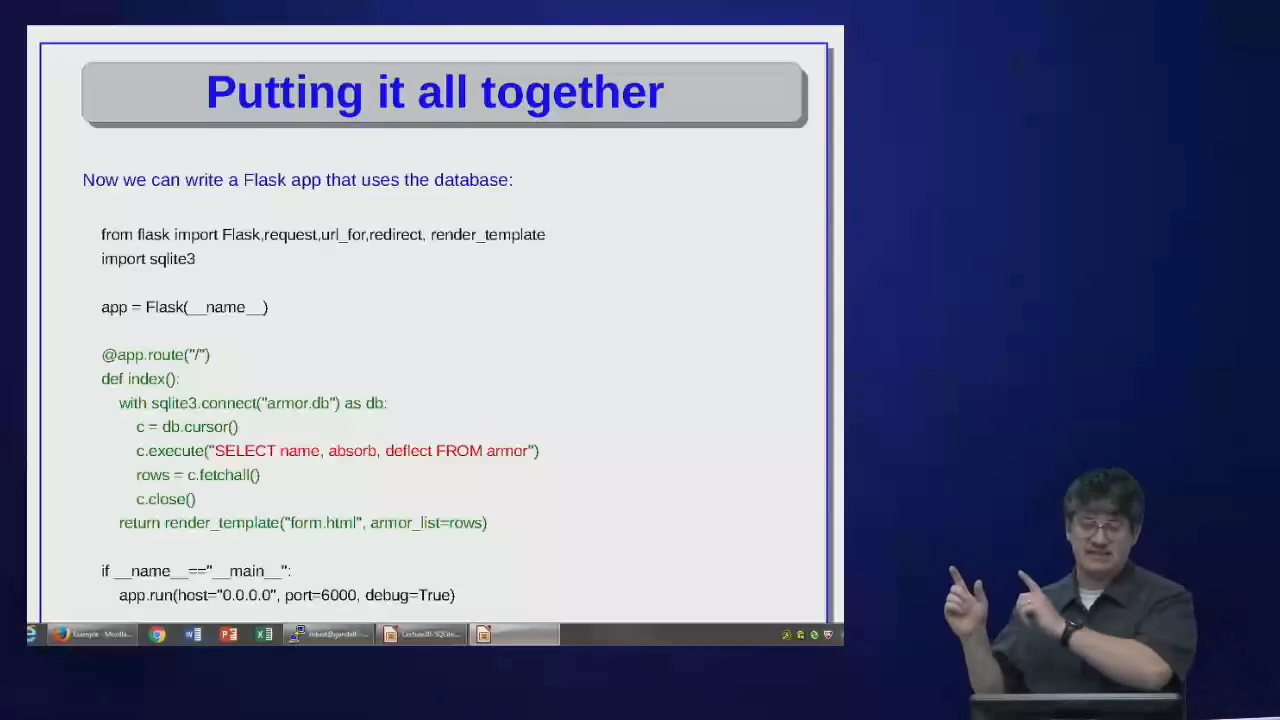 Putting it all together
Now we can write a Flask app that uses the database:
from flask import Flask,request,url_for,redirect, render_template
import sqlite3
app = Flask(__name__)
@app.route("/")
def index():
with sqlite3.connect("armor.db") as db:
c = db.cursor()
c.execute("SELECT name, absorb, deflect FROM armor")
rows = c.fetchall()
c.close()
return render_template("form.html", armor_list=rows)
if __name__=="__main__":
app.run(host="0.0.0.0", port=6000, debug=True)
Example - Mozilla...